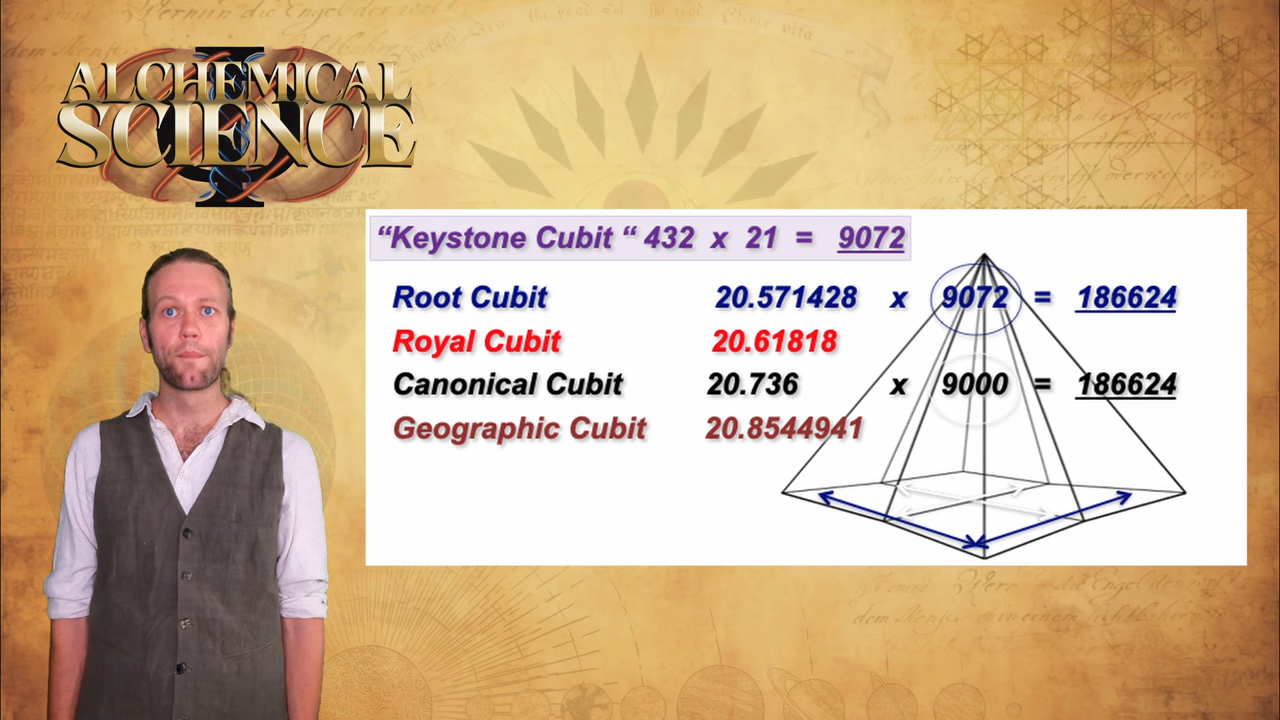 ALCHEMICAL
SCIENCE
“Keystone Cubit “ 432 x 21 = 9072
Root Cubit 20.571428 x 9072 = 186624
Royal Cubit 20.61818
Canonical Cubit 20.736 x 9000 = 186624
Geographic Cubit 20.8544941